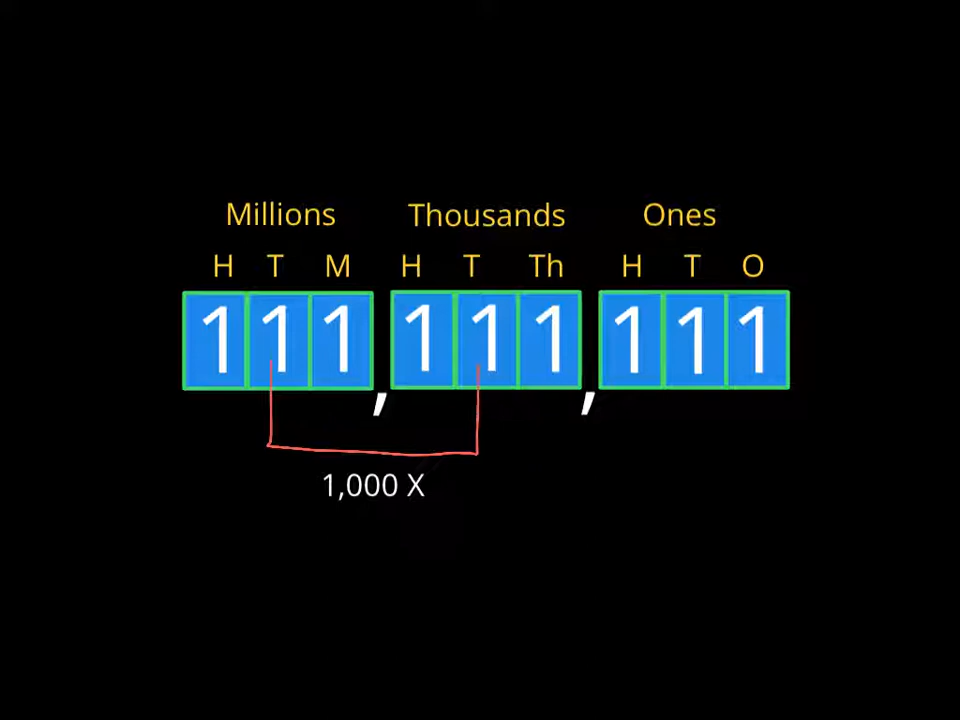 Millions Thousands Ones
H T M H T Th H T O
111,111,111
1,000 X